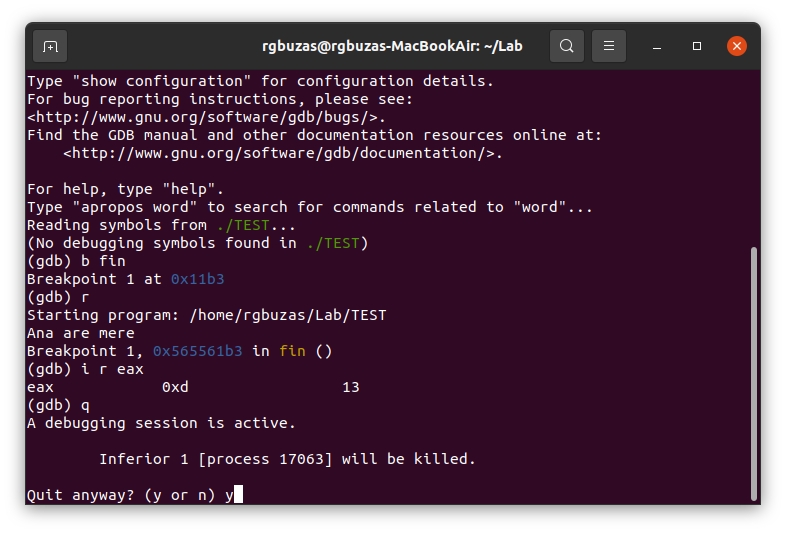 rgbuzas@rgbuzas-MacBookAir: ~/Lab
Type "show configuration" for configuration details.
For bug reporting instructions, please see:
<http://www.gnu.org/software/gdb/bugs/>.
Find the GDB manual and other documentation resources online at:
    <http://www.gnu.org/software/gdb/documentation/>.

For help, type "help".
Type "apropos word" to search for commands related to "word"...
Reading symbols from ./TEST...
(No debugging symbols found in ./TEST)
(gdb) b fin
Breakpoint 1 at 0x11b3
(gdb) r
Starting program: /home/rgbuzas/Lab/TEST
Ana are mere
Breakpoint 1, 0x565561b3 in fin ()
(gdb) i r eax
eax            0xd                 13
(gdb) q
A debugging session is active.

        Inferior 1 [process 17063] will be killed.

Quit anyway? (y or n) y